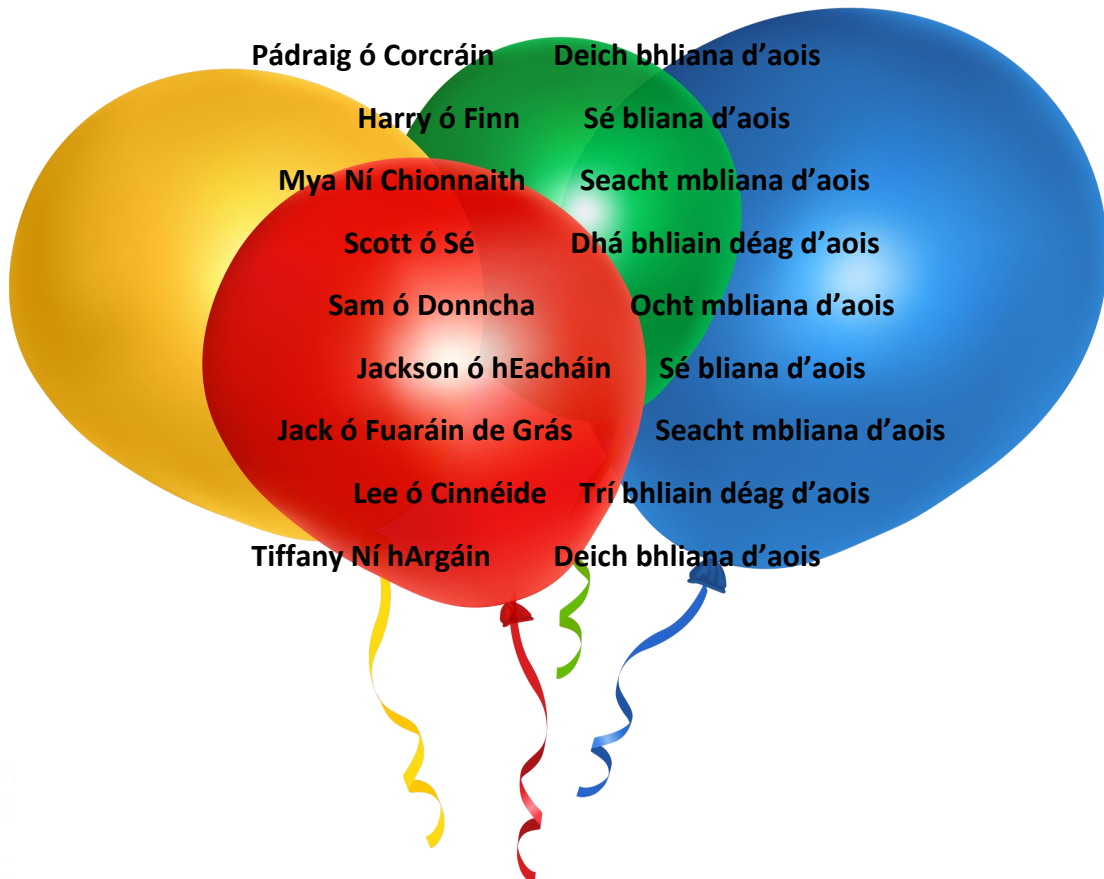 Pádraig ó Corcráin Deich bhliana d’aois
Harry ó Finn Sé bliana d’aois
Mya Ní Chionnaith Seacht mbliana d’aois
Scott ó Sé Dhá bhliain déag d’aois
Sam ó Donncha Ocht mbliana d’aois
Jackson ó hEacháin Sé bliana d’aois
Jack ó Fuaráin de Grás Seacht mbliana d’aois
Lee ó Cinnéide Trí bhliain déag d’aois
Tiffany Ní hArgáin Deich bhliana d’aois